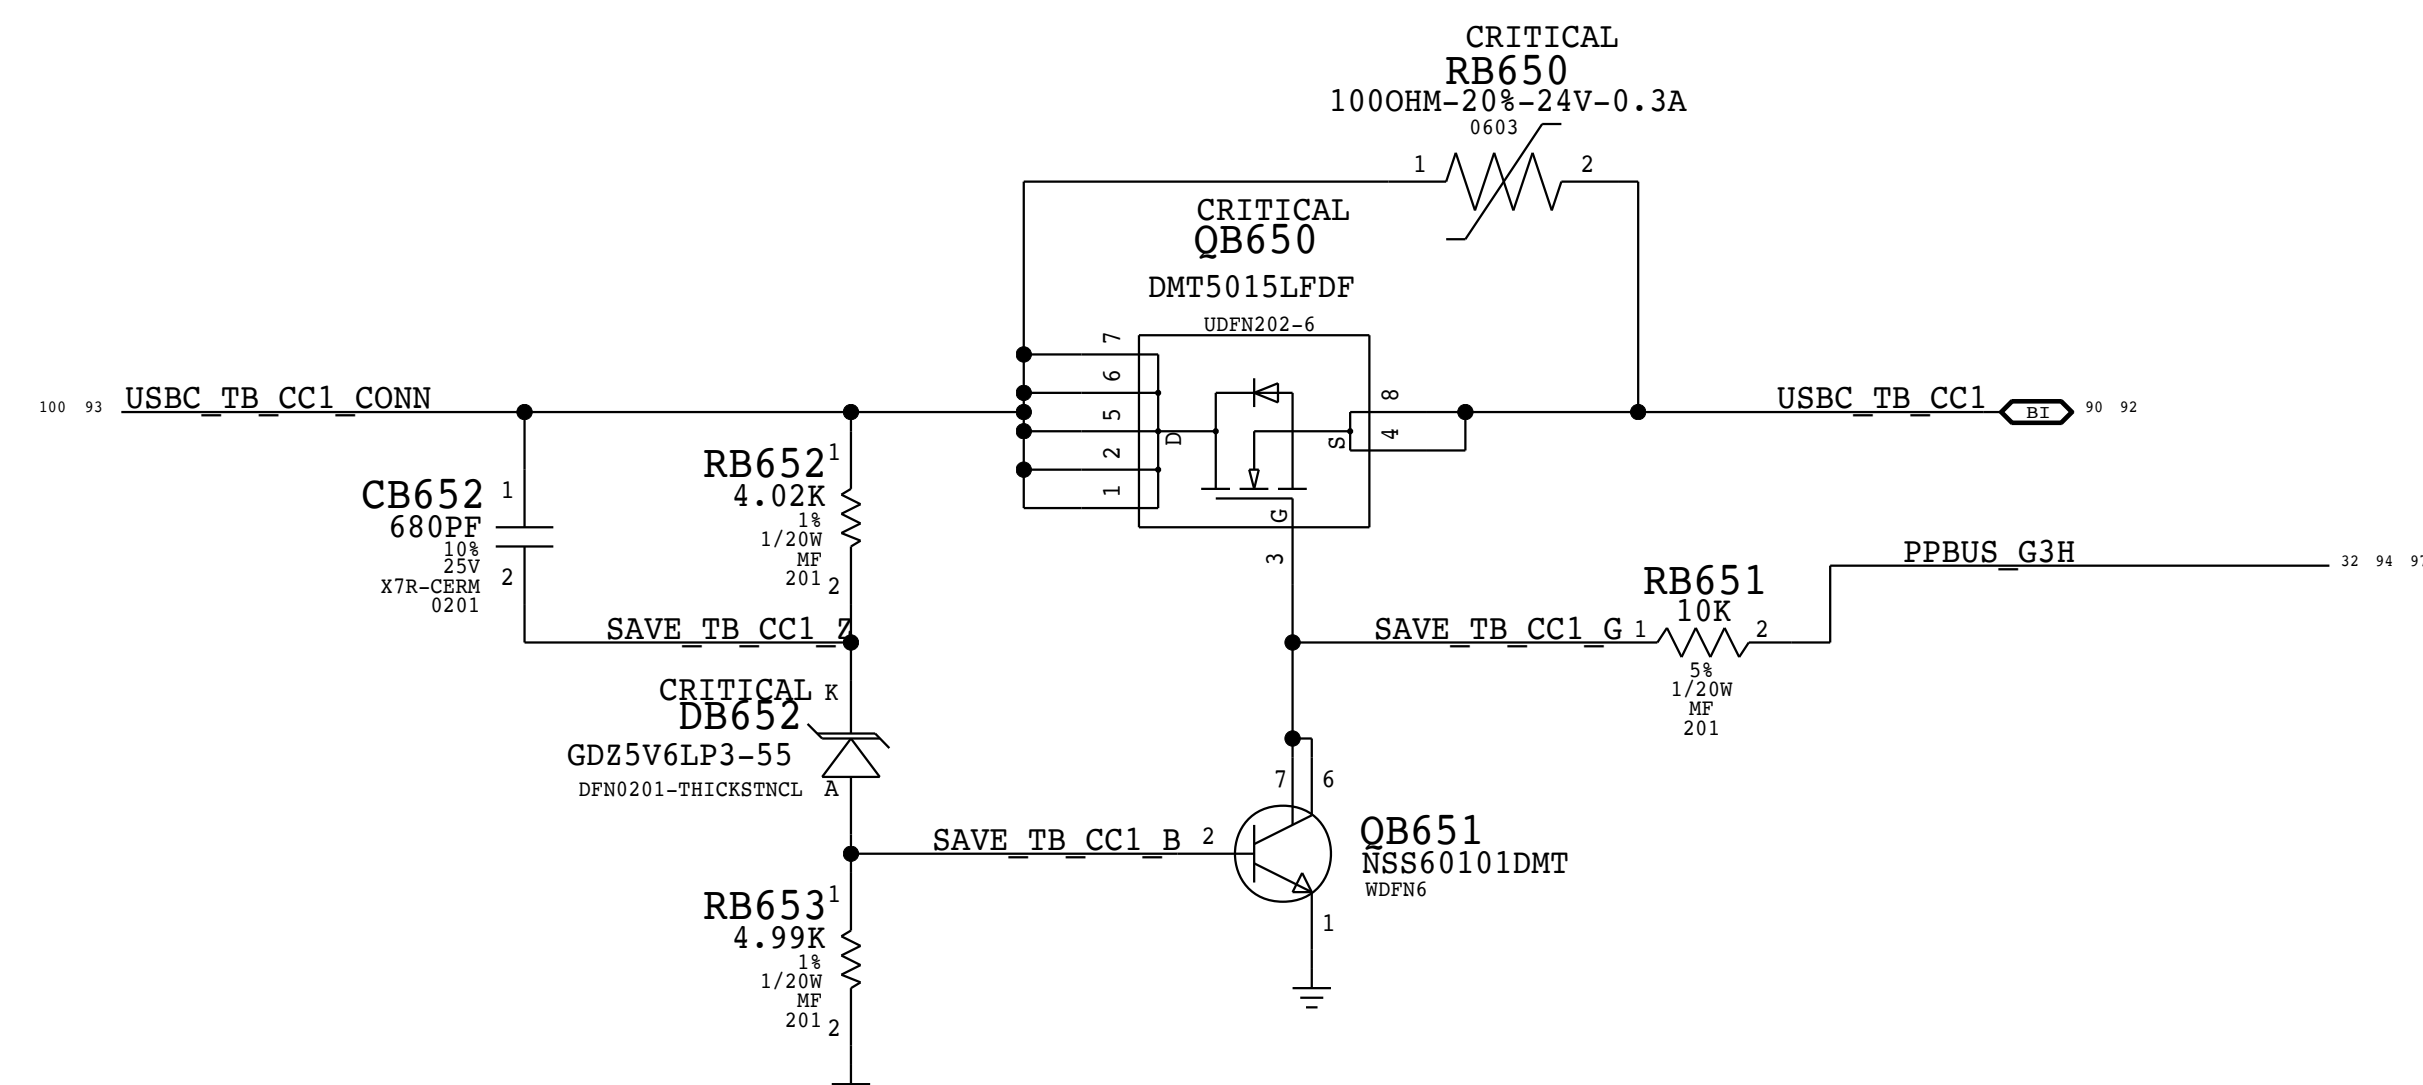 CRITICAL
RB650
100OHM-20%-24V-0.3A
0603
1
2
CRITICAL
QB650
DMT5015LFDF
UDFN202-6
7
6
5
2
1
D
S
G
8
4
3
100 93 USBC_TB_CC1_CONN
USBC_TB_CC1 BI 90 92
CB652
680PF
10%
25V
X7R-CERM
0201
1
2
RB652
4.02K
1%
1/20W
MF
201
1
2
SAVE_TB_CC1_Z
PPBUS_G3H 32 94
RB651
10K
5%
1/20W
MF
201
SAVE_TB_CC1_G 1
2
CRITICAL K
DB652
GDZ5V6LP3-55
DFN0201-THICKSTNCL A
7
6
SAVE_TB_CC1_B 2
QB651
NSS60101DMT
WDFN6
1
RB653
4.99K
1%
1/20W
MF
201
1
2